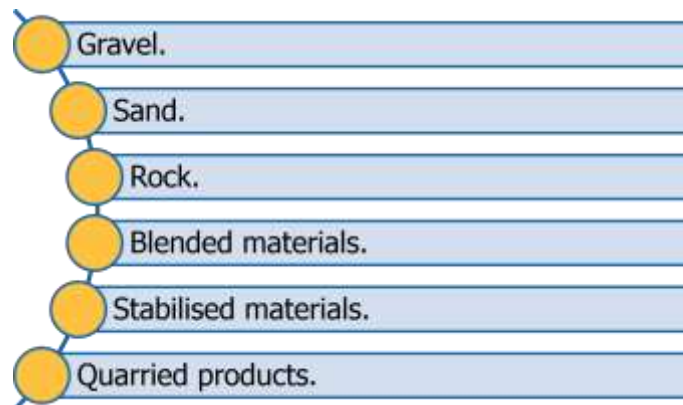 Gravel.
Sand.
Rock.
Blended materials.
Stabilised materials.
Quarried products.